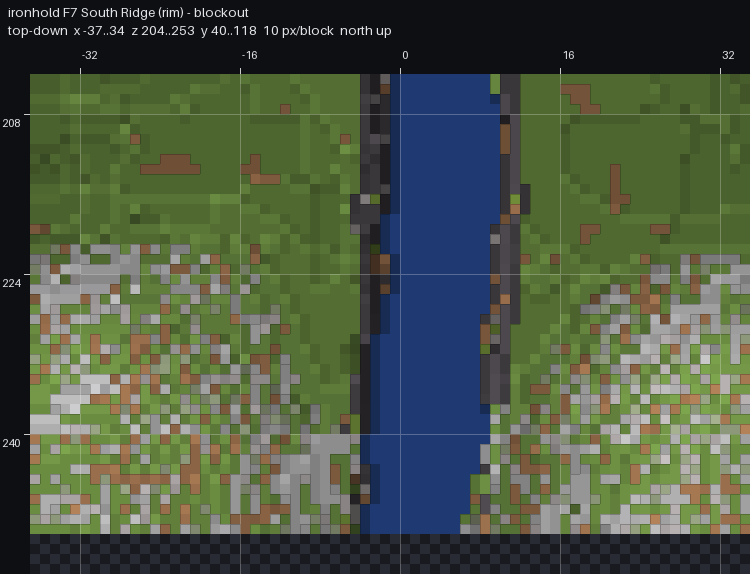 ironhold F7 South Ridge (rim) - blockout
top-down x -37..34 z 204..253 y 40..118 10 px/block north up
-32 -16 0 16 32
208
224
240